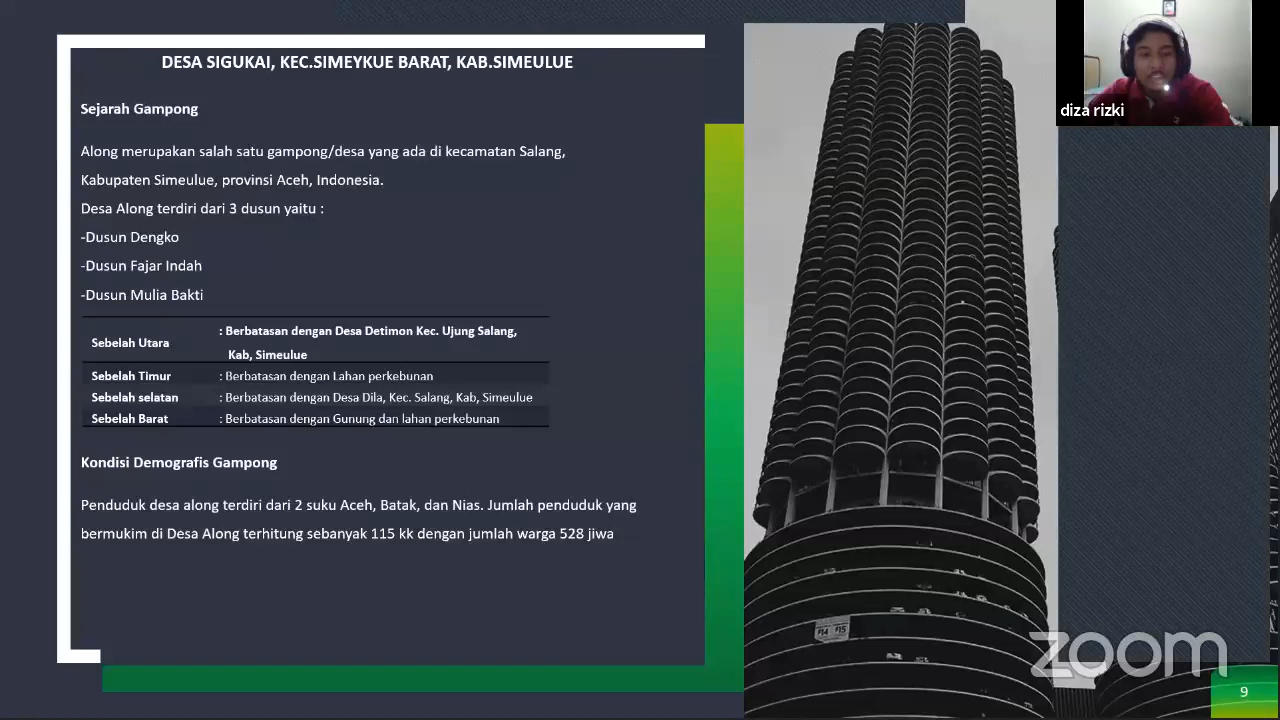 DESA SIGUKAI, KEC.SIMEYKUE BARAT, KAB.SIMEULUE
diza rizki
Sejarah Gampong
Along merupakan salah satu gampong/desa yang ada di kecamatan Salang,
Kabupaten Simeulue, provinsi Aceh, Indonesia.
Desa Along terdiri dari 3 dusun yaitu :
-Dusun Dengko
-Dusun Fajar Indah
-Dusun Mulia Bakti
Sebelah Utara : Berbatasan dengan Desa Detimon Kec. Ujung Salang,
Kab, Simeulue
Sebelah Timur : Berbatasan dengan Lahan perkebunan
Sebelah selatan : Berbatasan dengan Desa Dila, Kec. Salang, Kab, Simeulue
Sebelah Barat : Berbatasan dengan Gunung dan lahan perkebunan
Kondisi Demografis Gampong
Penduduk desa along terdiri dari 2 suku Aceh, Batak, dan Nias. Jumlah penduduk yang
bermukim di Desa Along terhitung sebanyak 115 kk dengan jumlah warga 528 jiwa
zoom
9